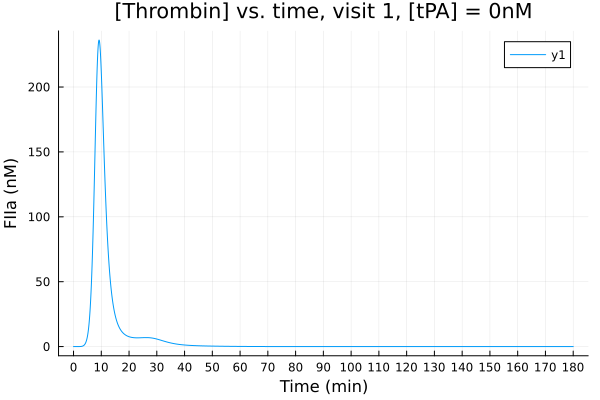 [Thrombin] vs. time, visit 1, [tPA] = 0nM
y1
FIIa (nM)
200
150
100
50
0
0 10 20 30 40 50 60 70 80 90 100 110 120 130 140 150 160 170 180
Time (min)